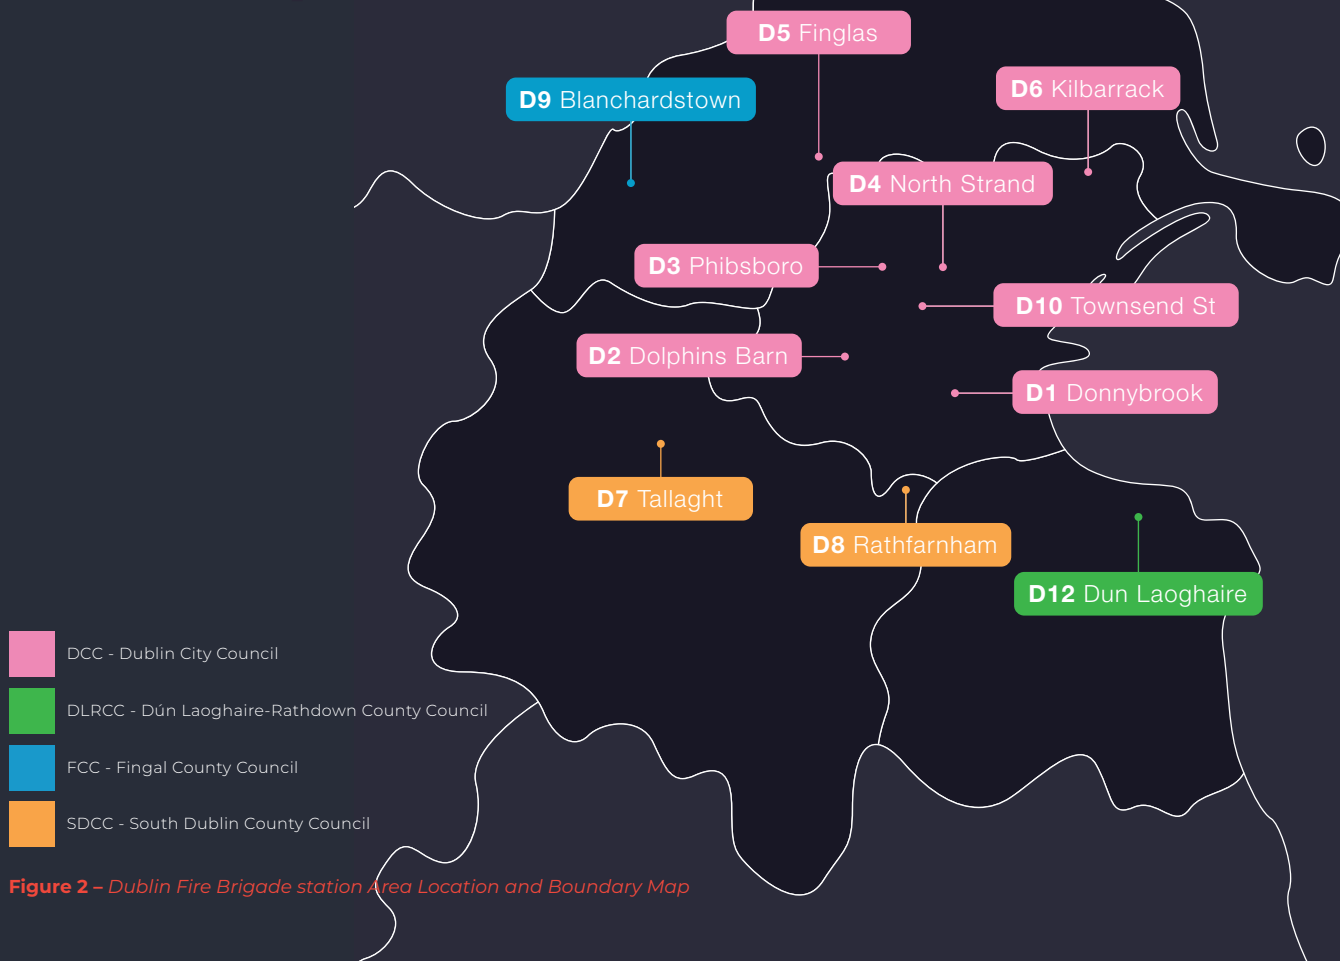 D5 Finglas
D9 Blanchardstown
D6 Kilbarrack
D4 North Strand
D3 Phibsboro
D10 Townsend St
D2 Dolphins Barn
D1 Donnybrook
D7 Tallaght
D8 Rathfarnham
D12 Dun Laoghaire
DCC - Dublin City Council
DLRCC - Dún Laoghaire-Rathdown County Council
FCC - Fingal County Council
SDCC - South Dublin County Council
Figure 2 – Dublin Fire Brigade station Area Location and Boundary Map